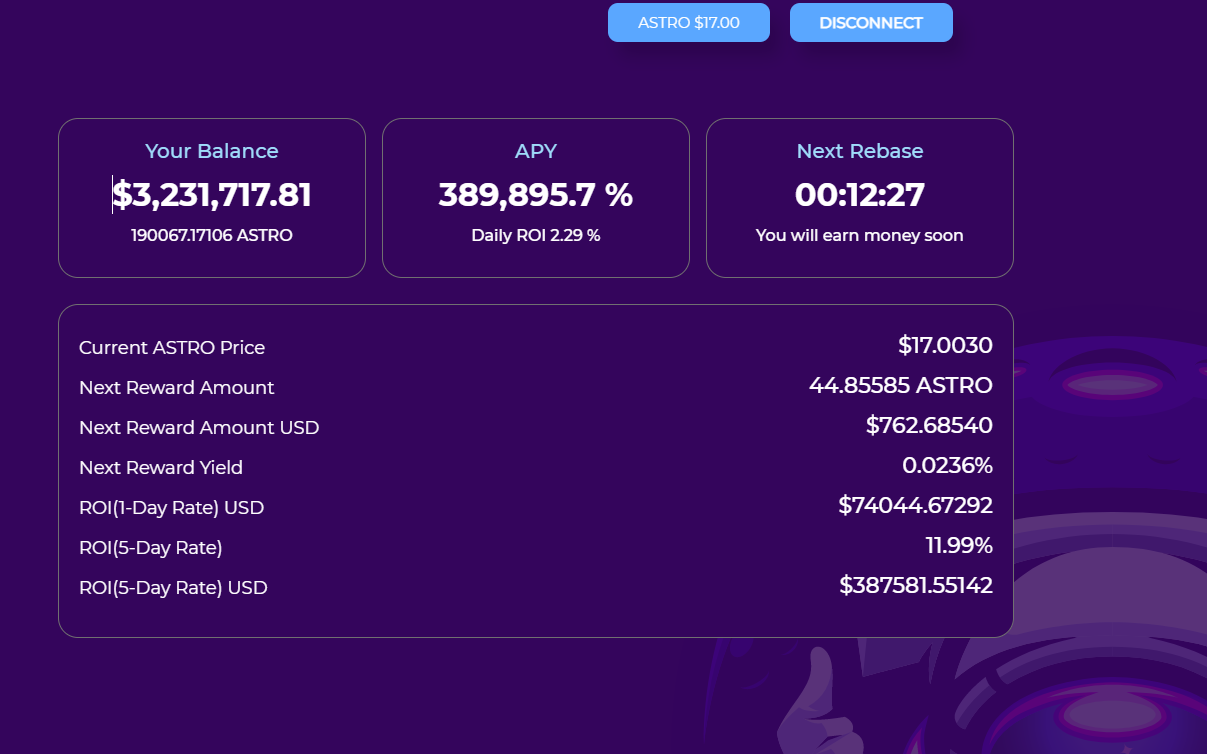 ASTRO $17.00
DISCONNECT
Your Balance
$3,231,717.81
190067.17106 ASTRO
APY
389,895.7 %
Daily ROI 2.29 %
Next Rebase
00:12:27
You will earn money soon
Current ASTRO Price $17.0030
Next Reward Amount 44.85585 ASTRO
Next Reward Amount USD $762.68540
Next Reward Yield 0.0236%
ROI(1-Day Rate) USD $74044.67292
ROI(5-Day Rate) 11.99%
ROI(5-Day Rate) USD $387581.55142